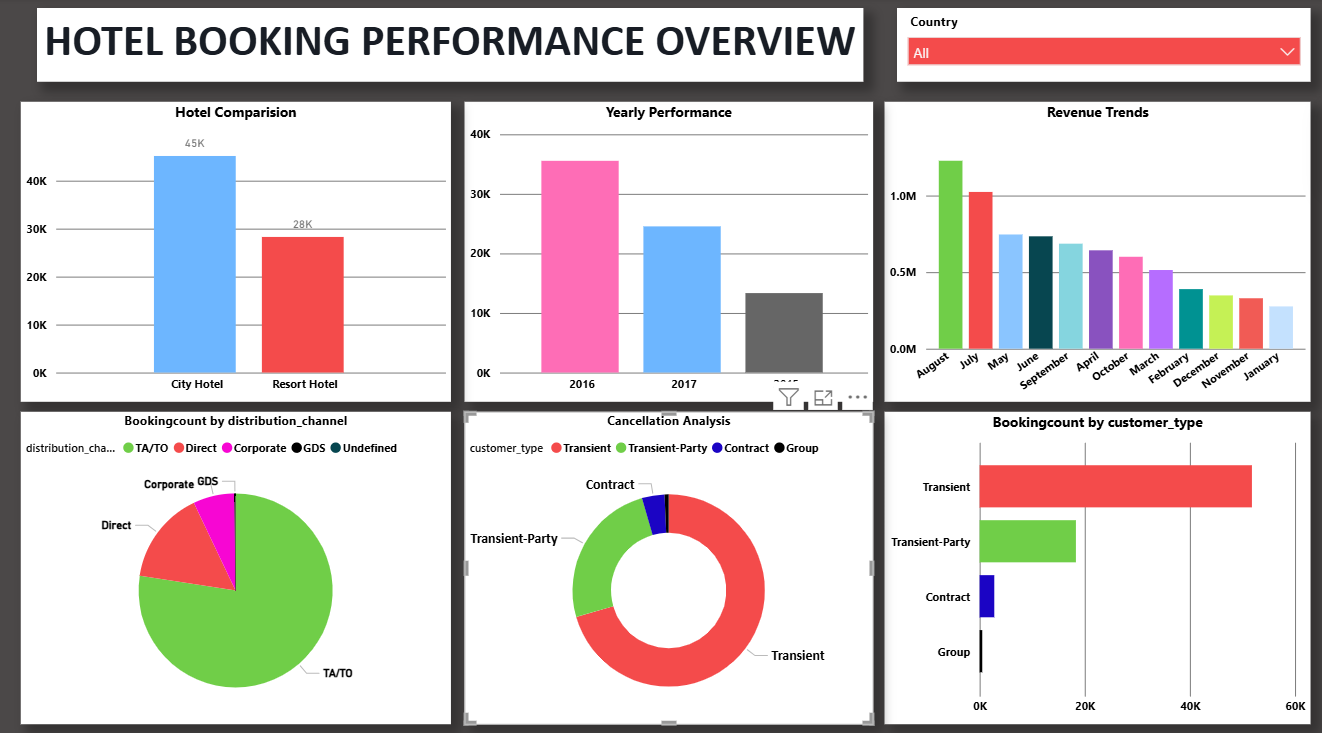 HOTEL BOOKING PERFORMANCE OVERVIEW
Country
All
Hotel Comparision
45K
28K
40K
30K
20K
10K
0K
City Hotel
Resort Hotel
Yearly Performance
40K
30K
20K
10K
0K
2016
2017
Revenue Trends
1.0M
0.5M
0.0M
August
July
May
June
September
April
October
March
February
December
November
January
Bookingcount by distribution_channel
distribution_cha... TA/TO Direct Corporate GDS Undefined
Corporate
GDS
Direct
TA/TO
Cancellation Analysis
customer_type Transient Transient-Party Contract Group
Contract
Transient-Party
Transient
Bookingcount by customer_type
Transient
Transient-Party
Contract
Group
0K
20K
40K
60K